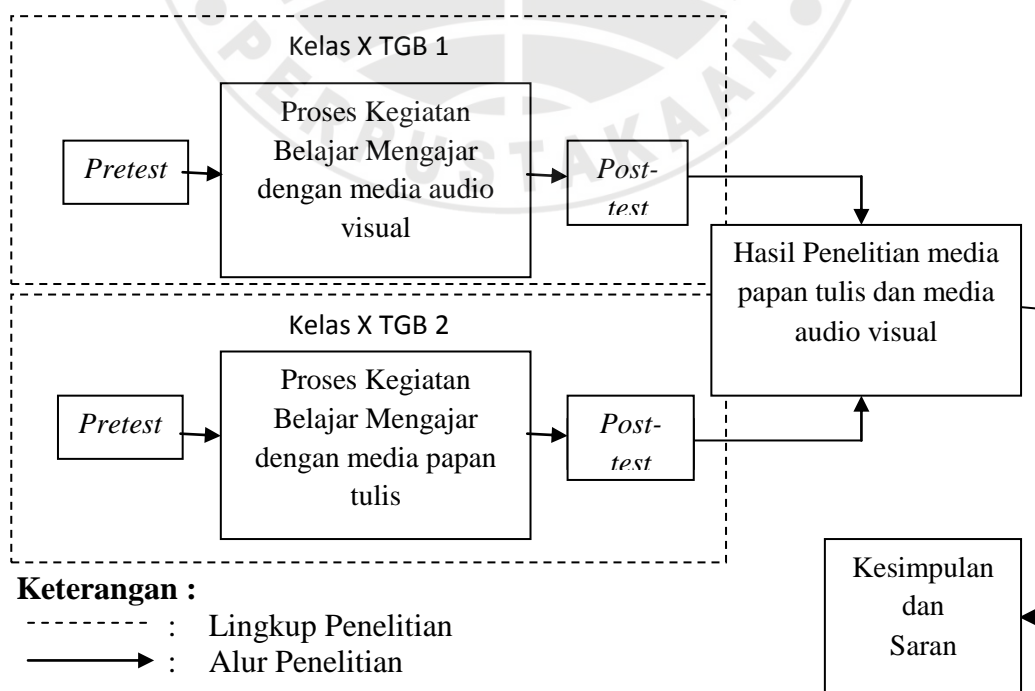 PERPUSTAKAAN
Kelas X TGB 1
Pretest
Proses Kegiatan
Belajar Mengajar
dengan media audio
visual
Post-
test
Hasil Penelitian media
papan tulis dan media
audio visual
Kelas X TGB 2
Pretest
Proses Kegiatan
Belajar Mengajar
dengan media papan
tulis
Post-
test
Kesimpulan
dan
Saran
Keterangan :
: Lingkup Penelitian
: Alur Penelitian